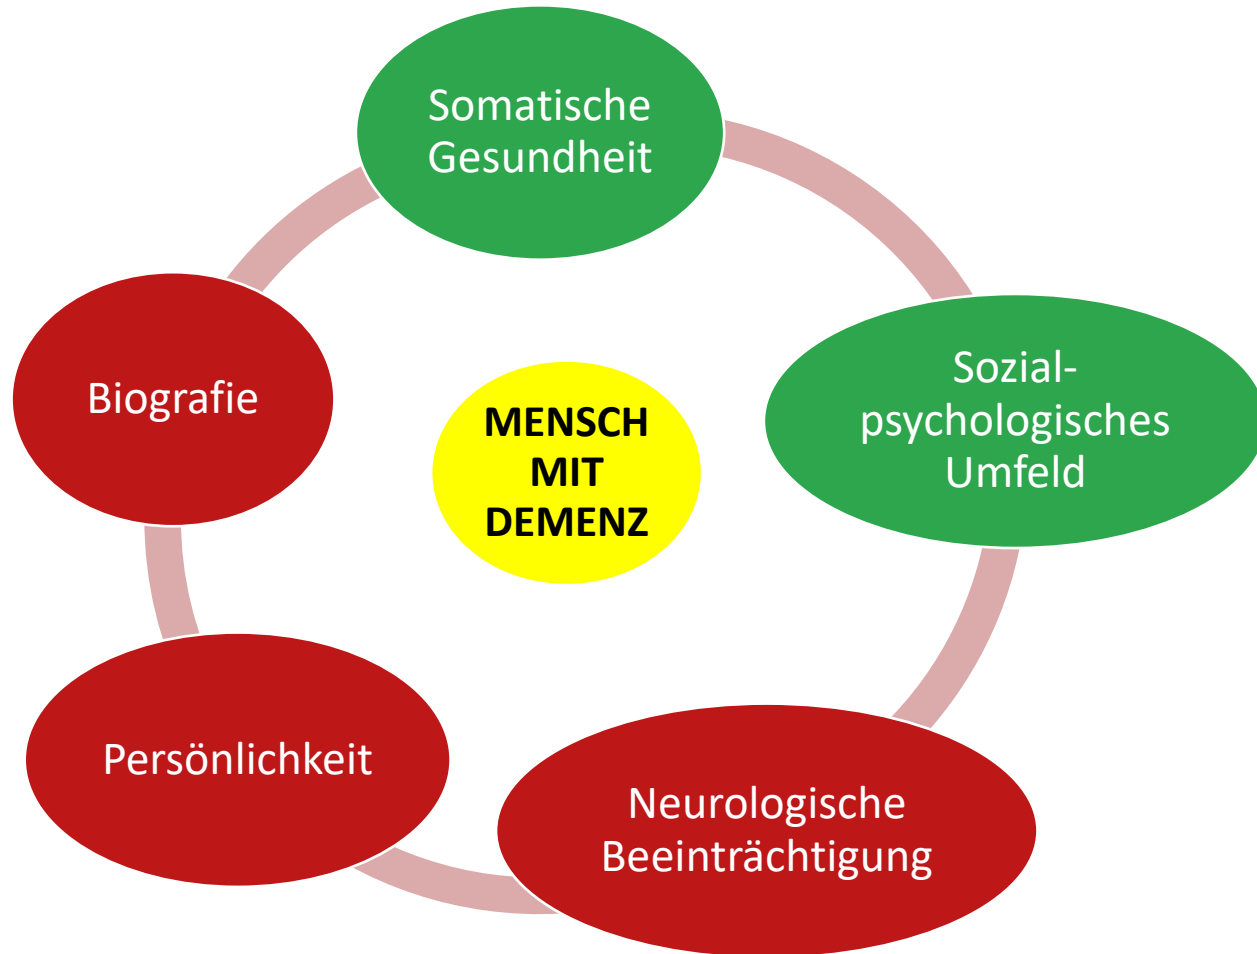 Somatische
Gesundheit
Sozial-
psychologisches
Umfeld
Biografie
MENSCH
MIT
DEMENZ
Persönlichkeit
Neurologische
Beeinträchtigung